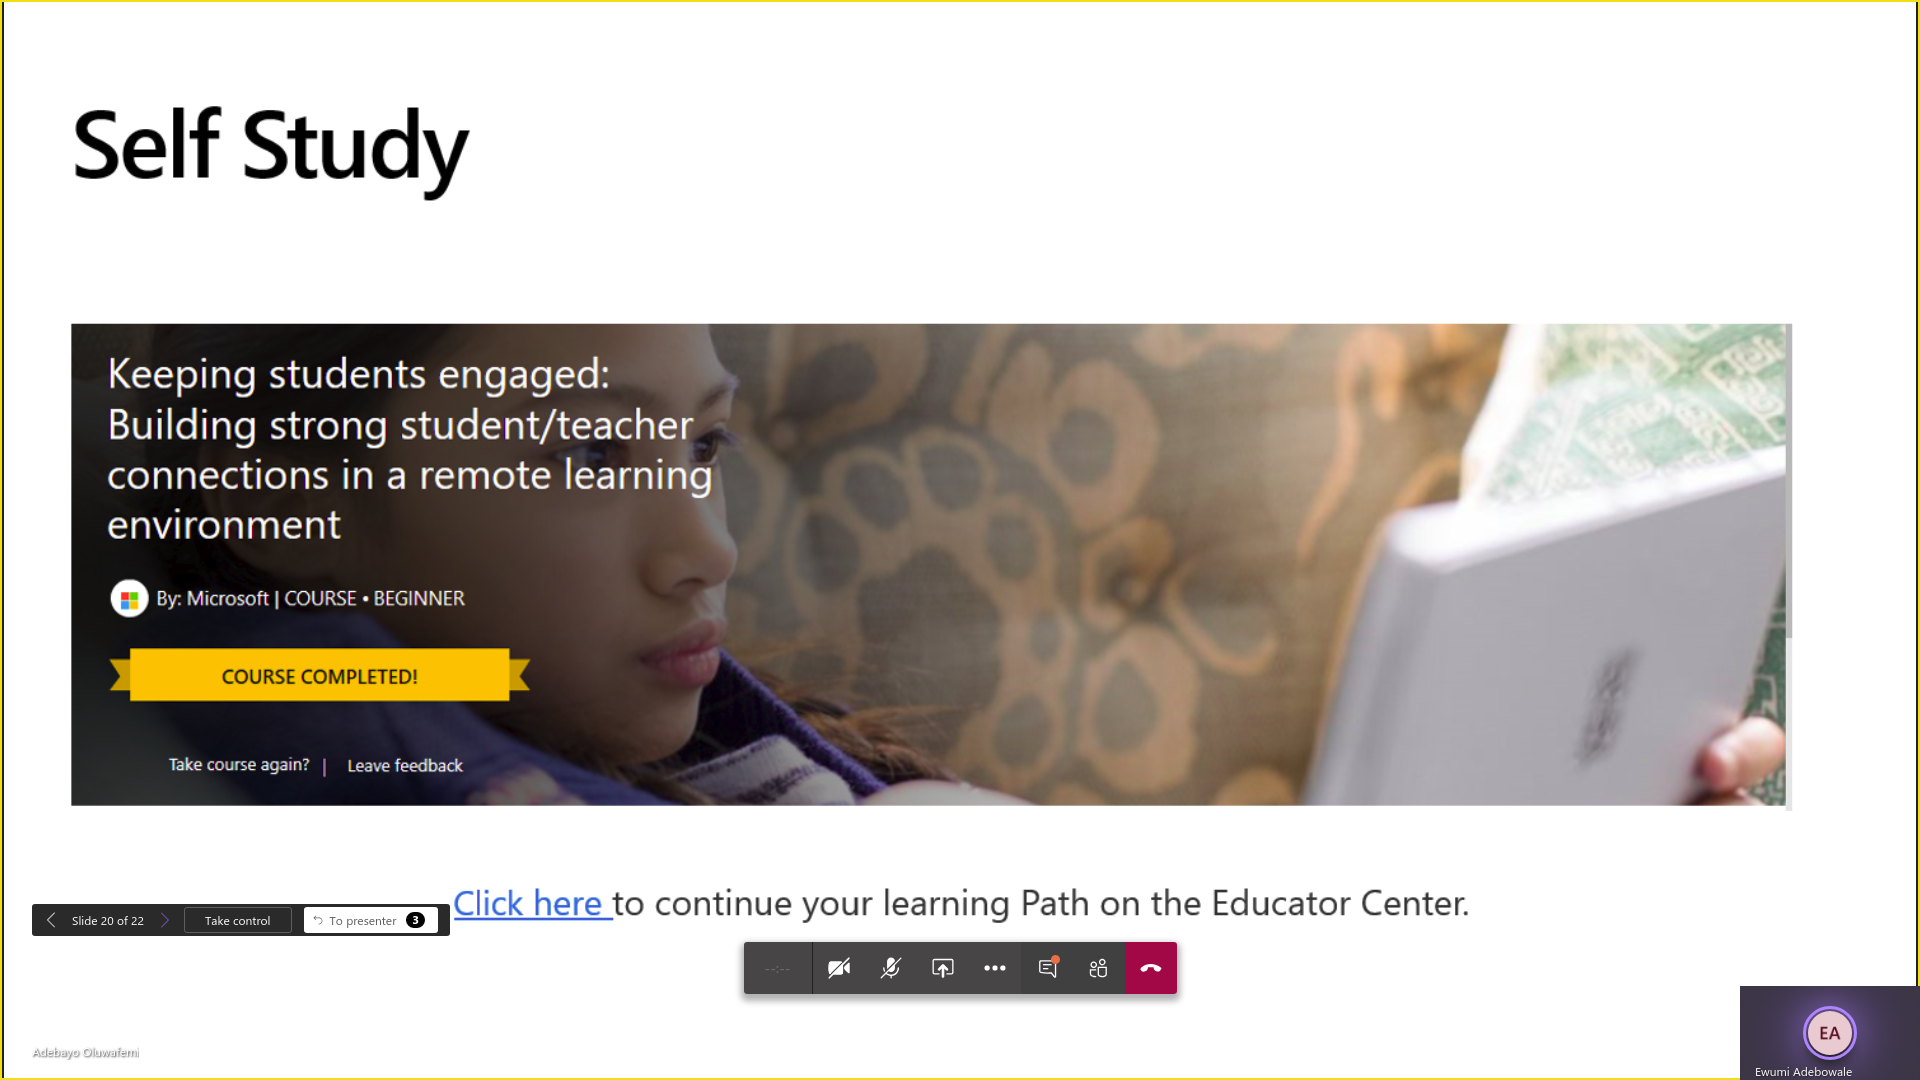 Self Study
Keeping students engaged:
Building strong student/teacher
connections in a remote learning
environment
By: Microsoft | COURSE • BEGINNER
COURSE COMPLETED!
Take course again? | Leave feedback
Click here to continue your learning Path on the Educator Center.
Slide 20 of 22
Take control
To presenter 3
--:--
Adebayo Oluwafemi
EA
Ewumi Adebowale